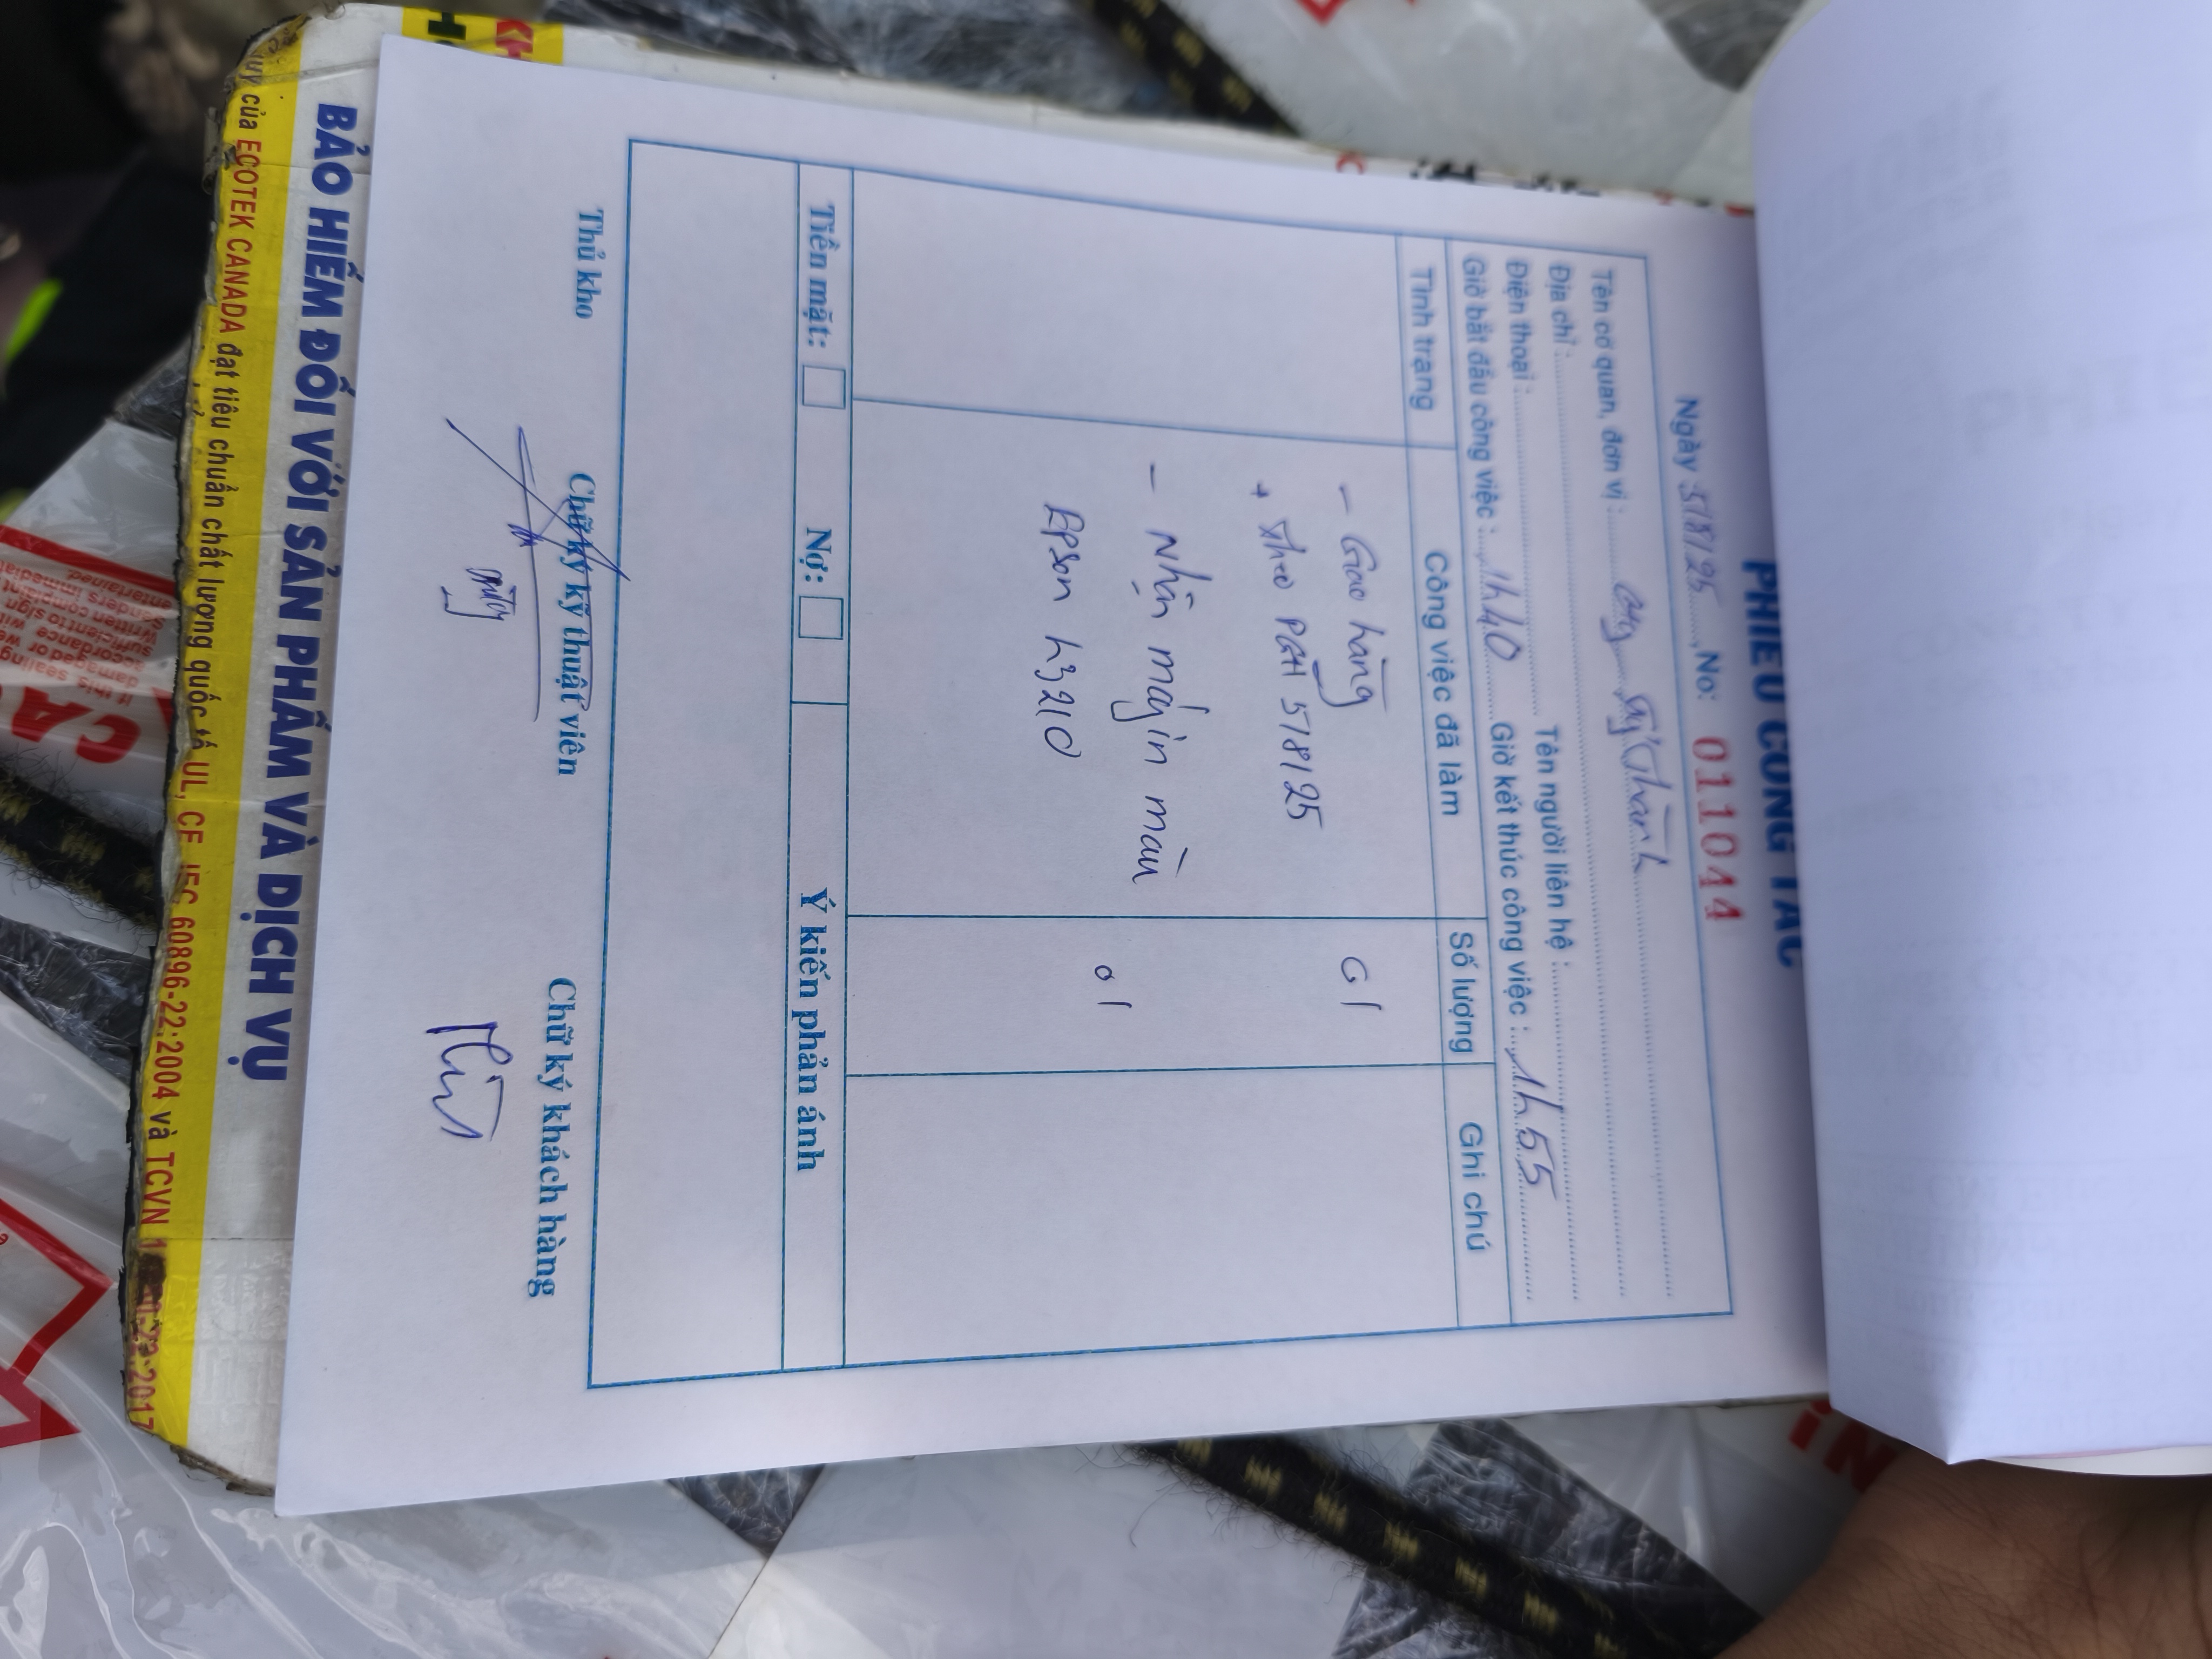 PHIẾU CÔNG TÁC
Ngày 5/8/25 No: 011044
Tên cơ quan, đơn vị : cty
Địa chỉ :
Điện thoại : Tên người liên hệ :
Giờ bắt đầu công việc : 1h40 Giờ kết thúc công việc : 1h55
Tình trạng Công việc đã làm Số lượng Ghi chú
- Giao hàng 01
+ theo PGH 5/8/25
- Nhận máy in màu
Epson L3210 01
Tiền mặt: Nợ: Ý kiến phản ánh
Thủ kho Chữ ký kỹ thuật viên Chữ ký khách hàng
BẢO HIỂM ĐỐI VỚI SẢN PHẨM VÀ DỊCH VỤ
của ECOTEK CANADA đạt tiêu chuẩn chất lượng quốc tế UL, CE, IEC 60896-22:2004 và TCVN